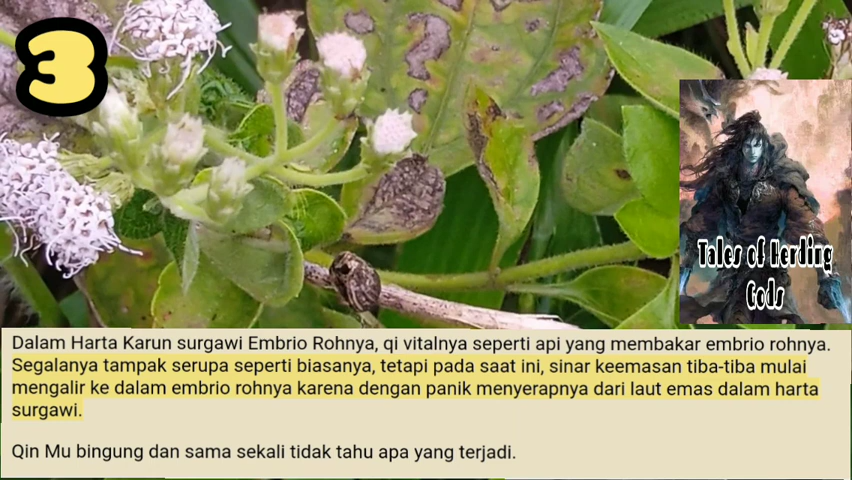 3
Tales of Herding
Gods
Dalam Harta Karun surgawi Embrio Rohnya, qi vitalnya seperti api yang membakar embrio rohnya.
Segalanya tampak serupa seperti biasanya, tetapi pada saat ini, sinar keemasan tiba-tiba mulai
mengalir ke dalam embrio rohnya karena dengan panik menyerapnya dari laut emas dalam harta
surgawi.
Qin Mu bingung dan sama sekali tidak tahu apa yang terjadi.